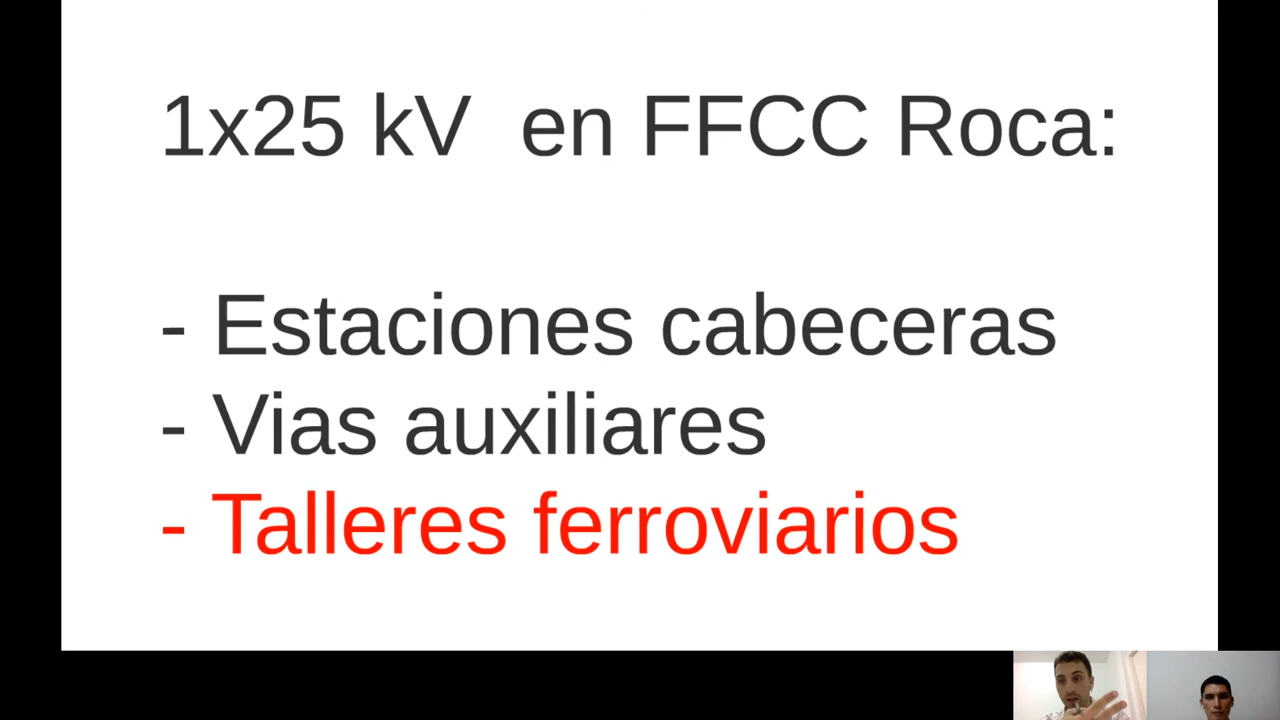 1x25 kV en FFCC Roca:
- Estaciones cabeceras
- Vias auxiliares
- Talleres ferroviarios